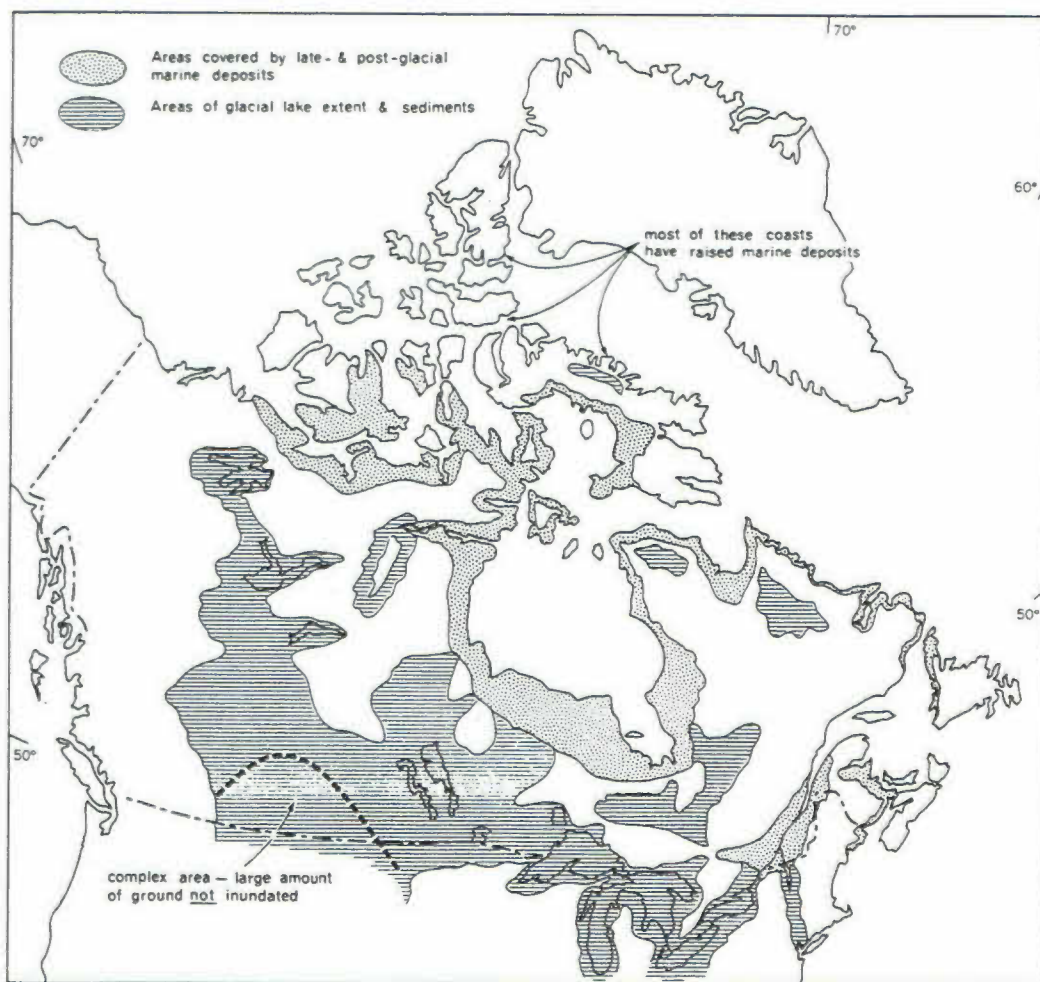 70°
Areas covered by late- & post-glacial
marine deposits
Areas of glacial lake extent & sediments
70°
60°
most of these coasts
have raised marine deposits
50°
50°
complex area – large amount
of ground not inundated